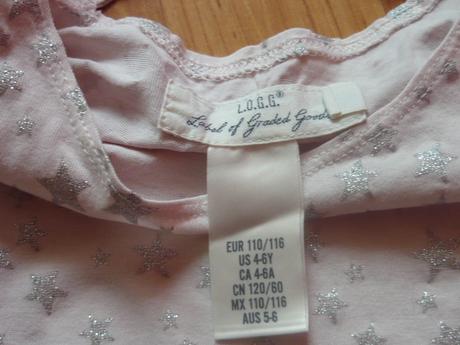 L.O.G.G.®
Label of Graded Goods
EUR 110/116
US 4-6Y
CA 4-6A
CN 120/60
MX 110/116
AUS 5-6